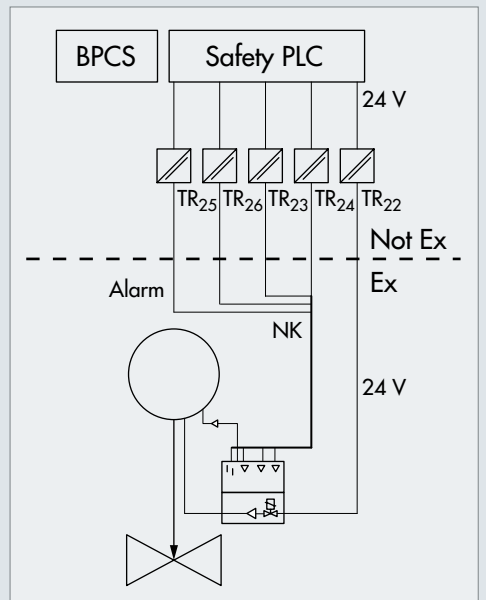 BPCS Safety PLC
24 V
TR25 TR26 TR23 TR24 TR22
Not Ex
Ex
Alarm
NK
24 V